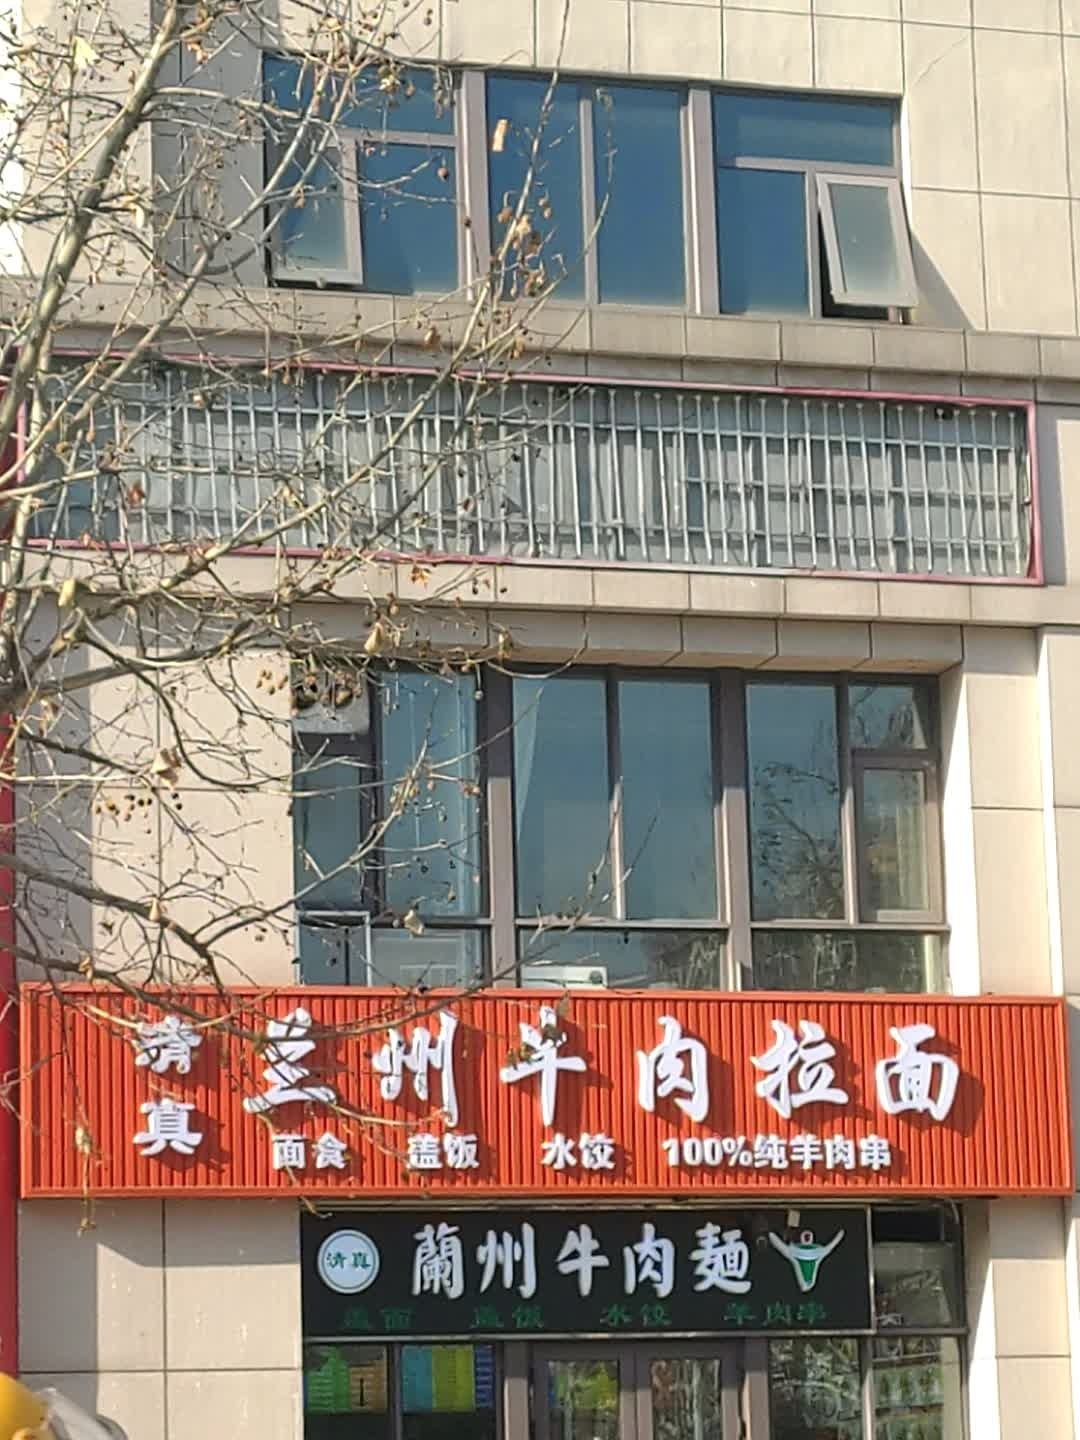 清真
兰州牛肉拉面
面食 盖饭 水饺 100%纯羊肉串
清真 蘭州牛肉麺
盖面 盖饭 水饺 羊肉串